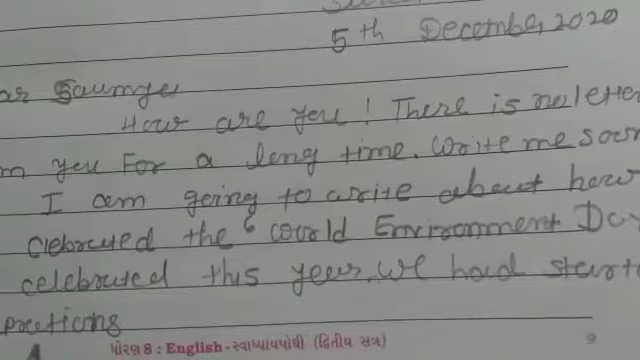 5th December, 2020
ar Saumya
How are you! There is no letter
m you For a long time. Write me soon
I am going to write about how
Celebrated the World Environment Da
celebrated this year. we had start
practicing
ધોરણ 8 : English - સ્વાધ્યાયપોથી (દ્વિતીય સત્ર)
9